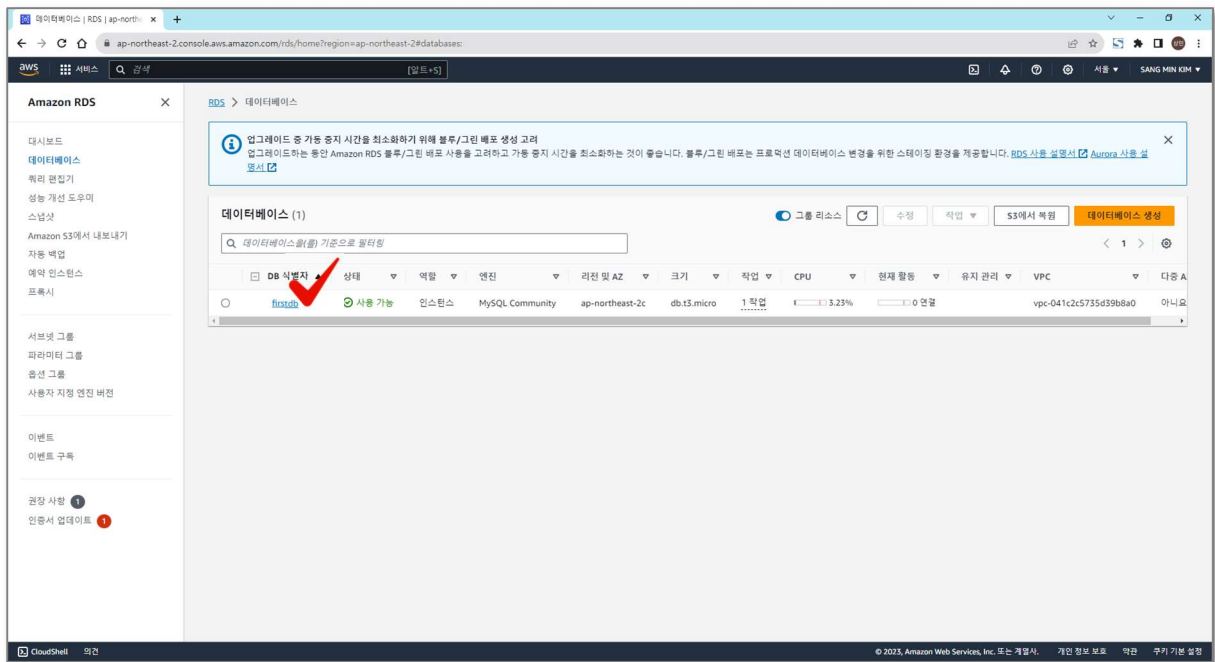 데이터베이스 | RDS | ap-north
ap-northeast-2.console.aws.amazon.com/rds/home?region=ap-northeast-2#databases:
aws 서비스 검색 [알트+S] 서울 ▼ SANG MIN KIM ▼
Amazon RDS
대시보드
데이터베이스
쿼리 편집기
성능 개선 도우미
스냅샷
Amazon S3에서 내보내기
자동 백업
예약 인스턴스
프록시
서브넷 그룹
파라미터 그룹
옵션 그룹
사용자 지정 엔진 버전
이벤트
이벤트 구독
권장 사항 1
인증서 업데이트 1
RDS > 데이터베이스
업그레이드 중 가동 중지 시간을 최소화하기 위해 블루/그린 배포 생성 고려
업그레이드하는 동안 Amazon RDS 블루/그린 배포 사용을 고려하고 가동 중지 시간을 최소화하는 것이 좋습니다. 블루/그린 배포는 프로덕션 데이터베이스 변경을 위한 스테이징 환경을 제공합니다. RDS 사용 설명서 Aurora 사용 설
명서
데이터베이스 (1) 그룹 리소스 수정 작업 ▼ S3에서 복원 데이터베이스 생성
데이터베이스을(를) 기준으로 필터링 < 1 >
DB 식별자 ▲ 상태 역할 엔진 리전 및 AZ 크기 작업 CPU 현재 활동 유지 관리 VPC 다중 A
firstdb 사용 가능 인스턴스 MySQL Community ap-northeast-2c db.t3.micro 1 작업 3.23% 0 연결 vpc-041c2c5735d39b8a0 아니요
CloudShell 의견 © 2023, Amazon Web Services, Inc. 또는 계열사. 개인 정보 보호 약관 쿠키 기본 설정